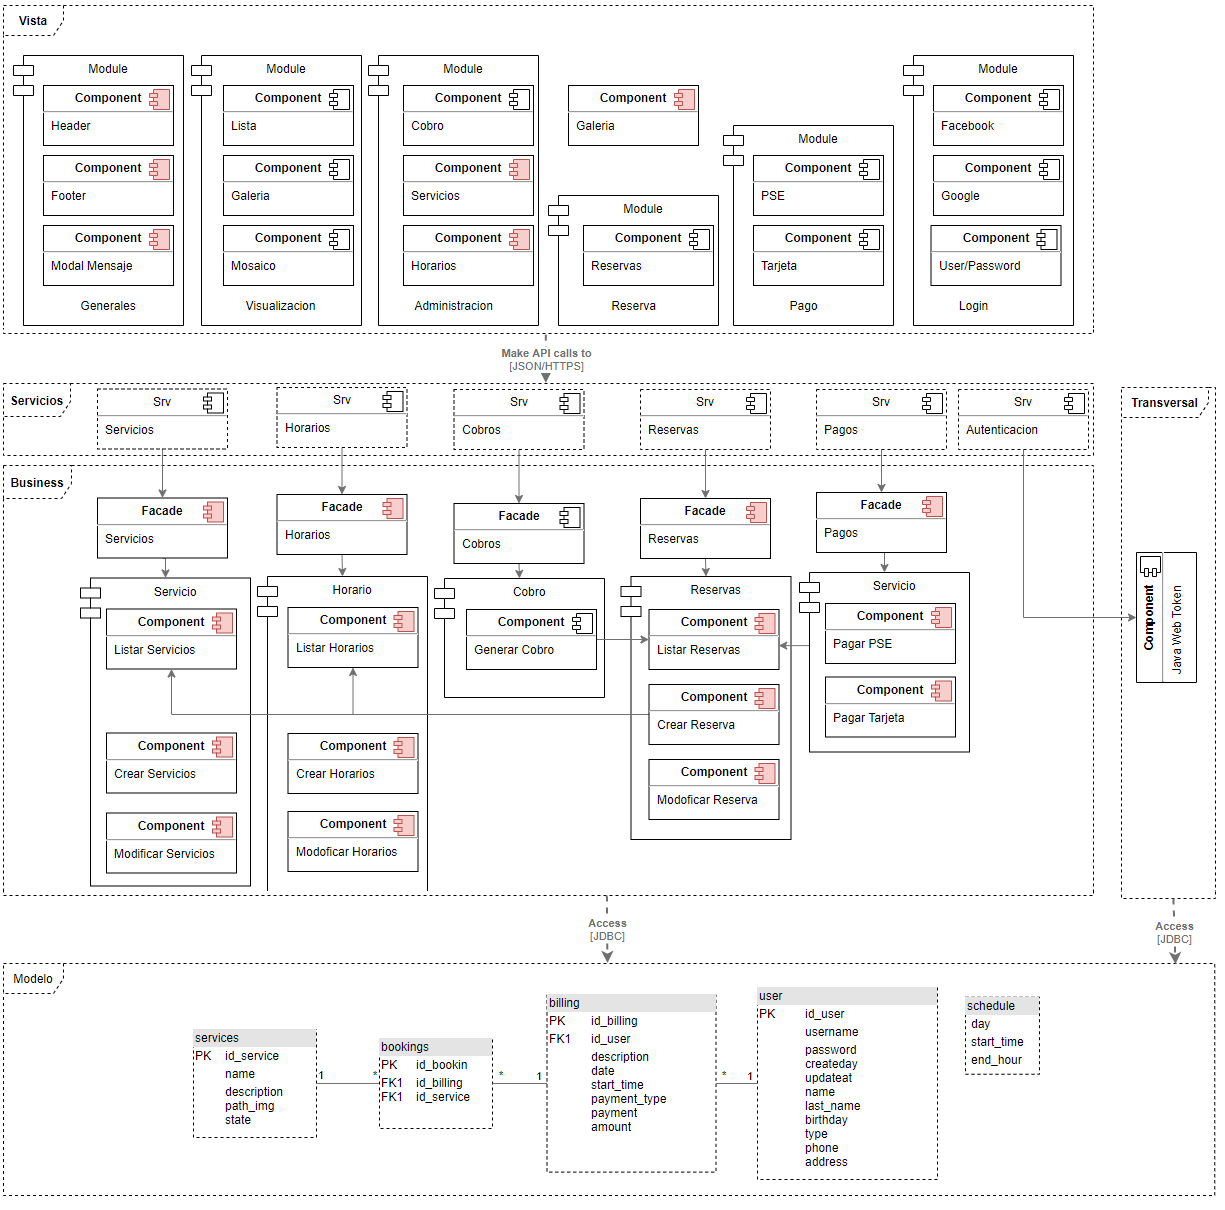 Vista
Module
Component
Header
Component
Footer
Component
Modal Mensaje
Generales
Module
Component
Lista
Component
Galeria
Component
Mosaico
Visualizacion
Module
Component
Cobro
Component
Servicios
Component
Horarios
Administracion
Component
Galeria
Module
Component
Reservas
Reserva
Module
Component
PSE
Component
Tarjeta
Pago
Module
Component
Facebook
Component
Google
Component
User/Password
Login
Make API calls to
[JSON/HTTPS]
Servicios
Srv
Servicios
Srv
Horarios
Srv
Cobros
Srv
Reservas
Srv
Pagos
Srv
Autenticacion
Transversal
Component
Java Web Token
Business
Facade
Servicios
Facade
Horarios
Facade
Cobros
Facade
Reservas
Facade
Pagos
Servicio
Component
Listar Servicios
Component
Crear Servicios
Component
Modificar Servicios
Horario
Component
Listar Horarios
Component
Crear Horarios
Component
Modoficar Horarios
Cobro
Component
Generar Cobro
Reservas
Component
Listar Reservas
Component
Crear Reserva
Component
Modoficar Reserva
Servicio
Component
Pagar PSE
Component
Pagar Tarjeta
Access
[JDBC]
Access
[JDBC]
Modelo
services
PK id_service
name
description
path_img
state
1
*
bookings
PK id_bookin
FK1 id_billing
FK1 id_service
*
1
billing
PK id_billing
FK1 id_user
description
date
start_time
payment_type
payment
amount
*
1
user
PK id_user
username
password
createday
updateat
name
last_name
birthday
type
phone
address
schedule
day
start_time
end_hour